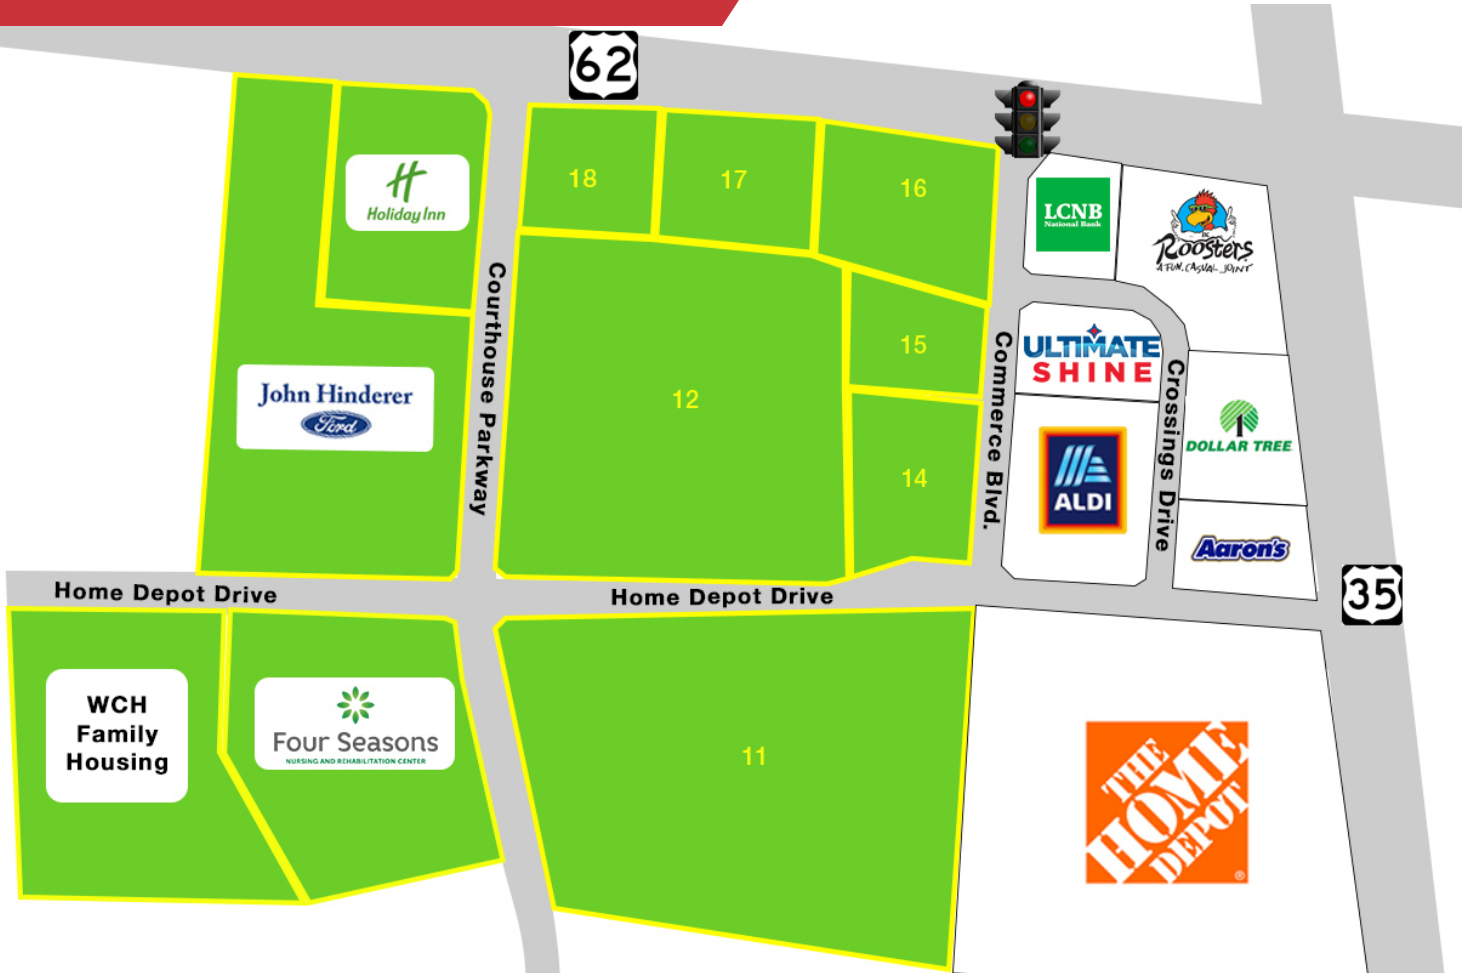 62
Holiday Inn
18
17
16
LCNB
National Bank
Roosters
A FUN, CASUAL JOINT
Courthouse Parkway
John Hinderer
Ford
12
15
14
Commerce Blvd.
ULTIMATE
SHINE
Crossings Drive
ALDI
DOLLAR TREE
Aaron's
Home Depot Drive
Home Depot Drive
35
WCH
Family
Housing
Four Seasons
NURSING AND REHABILITATION CENTER
11
THE
HOME
DEPOT
®